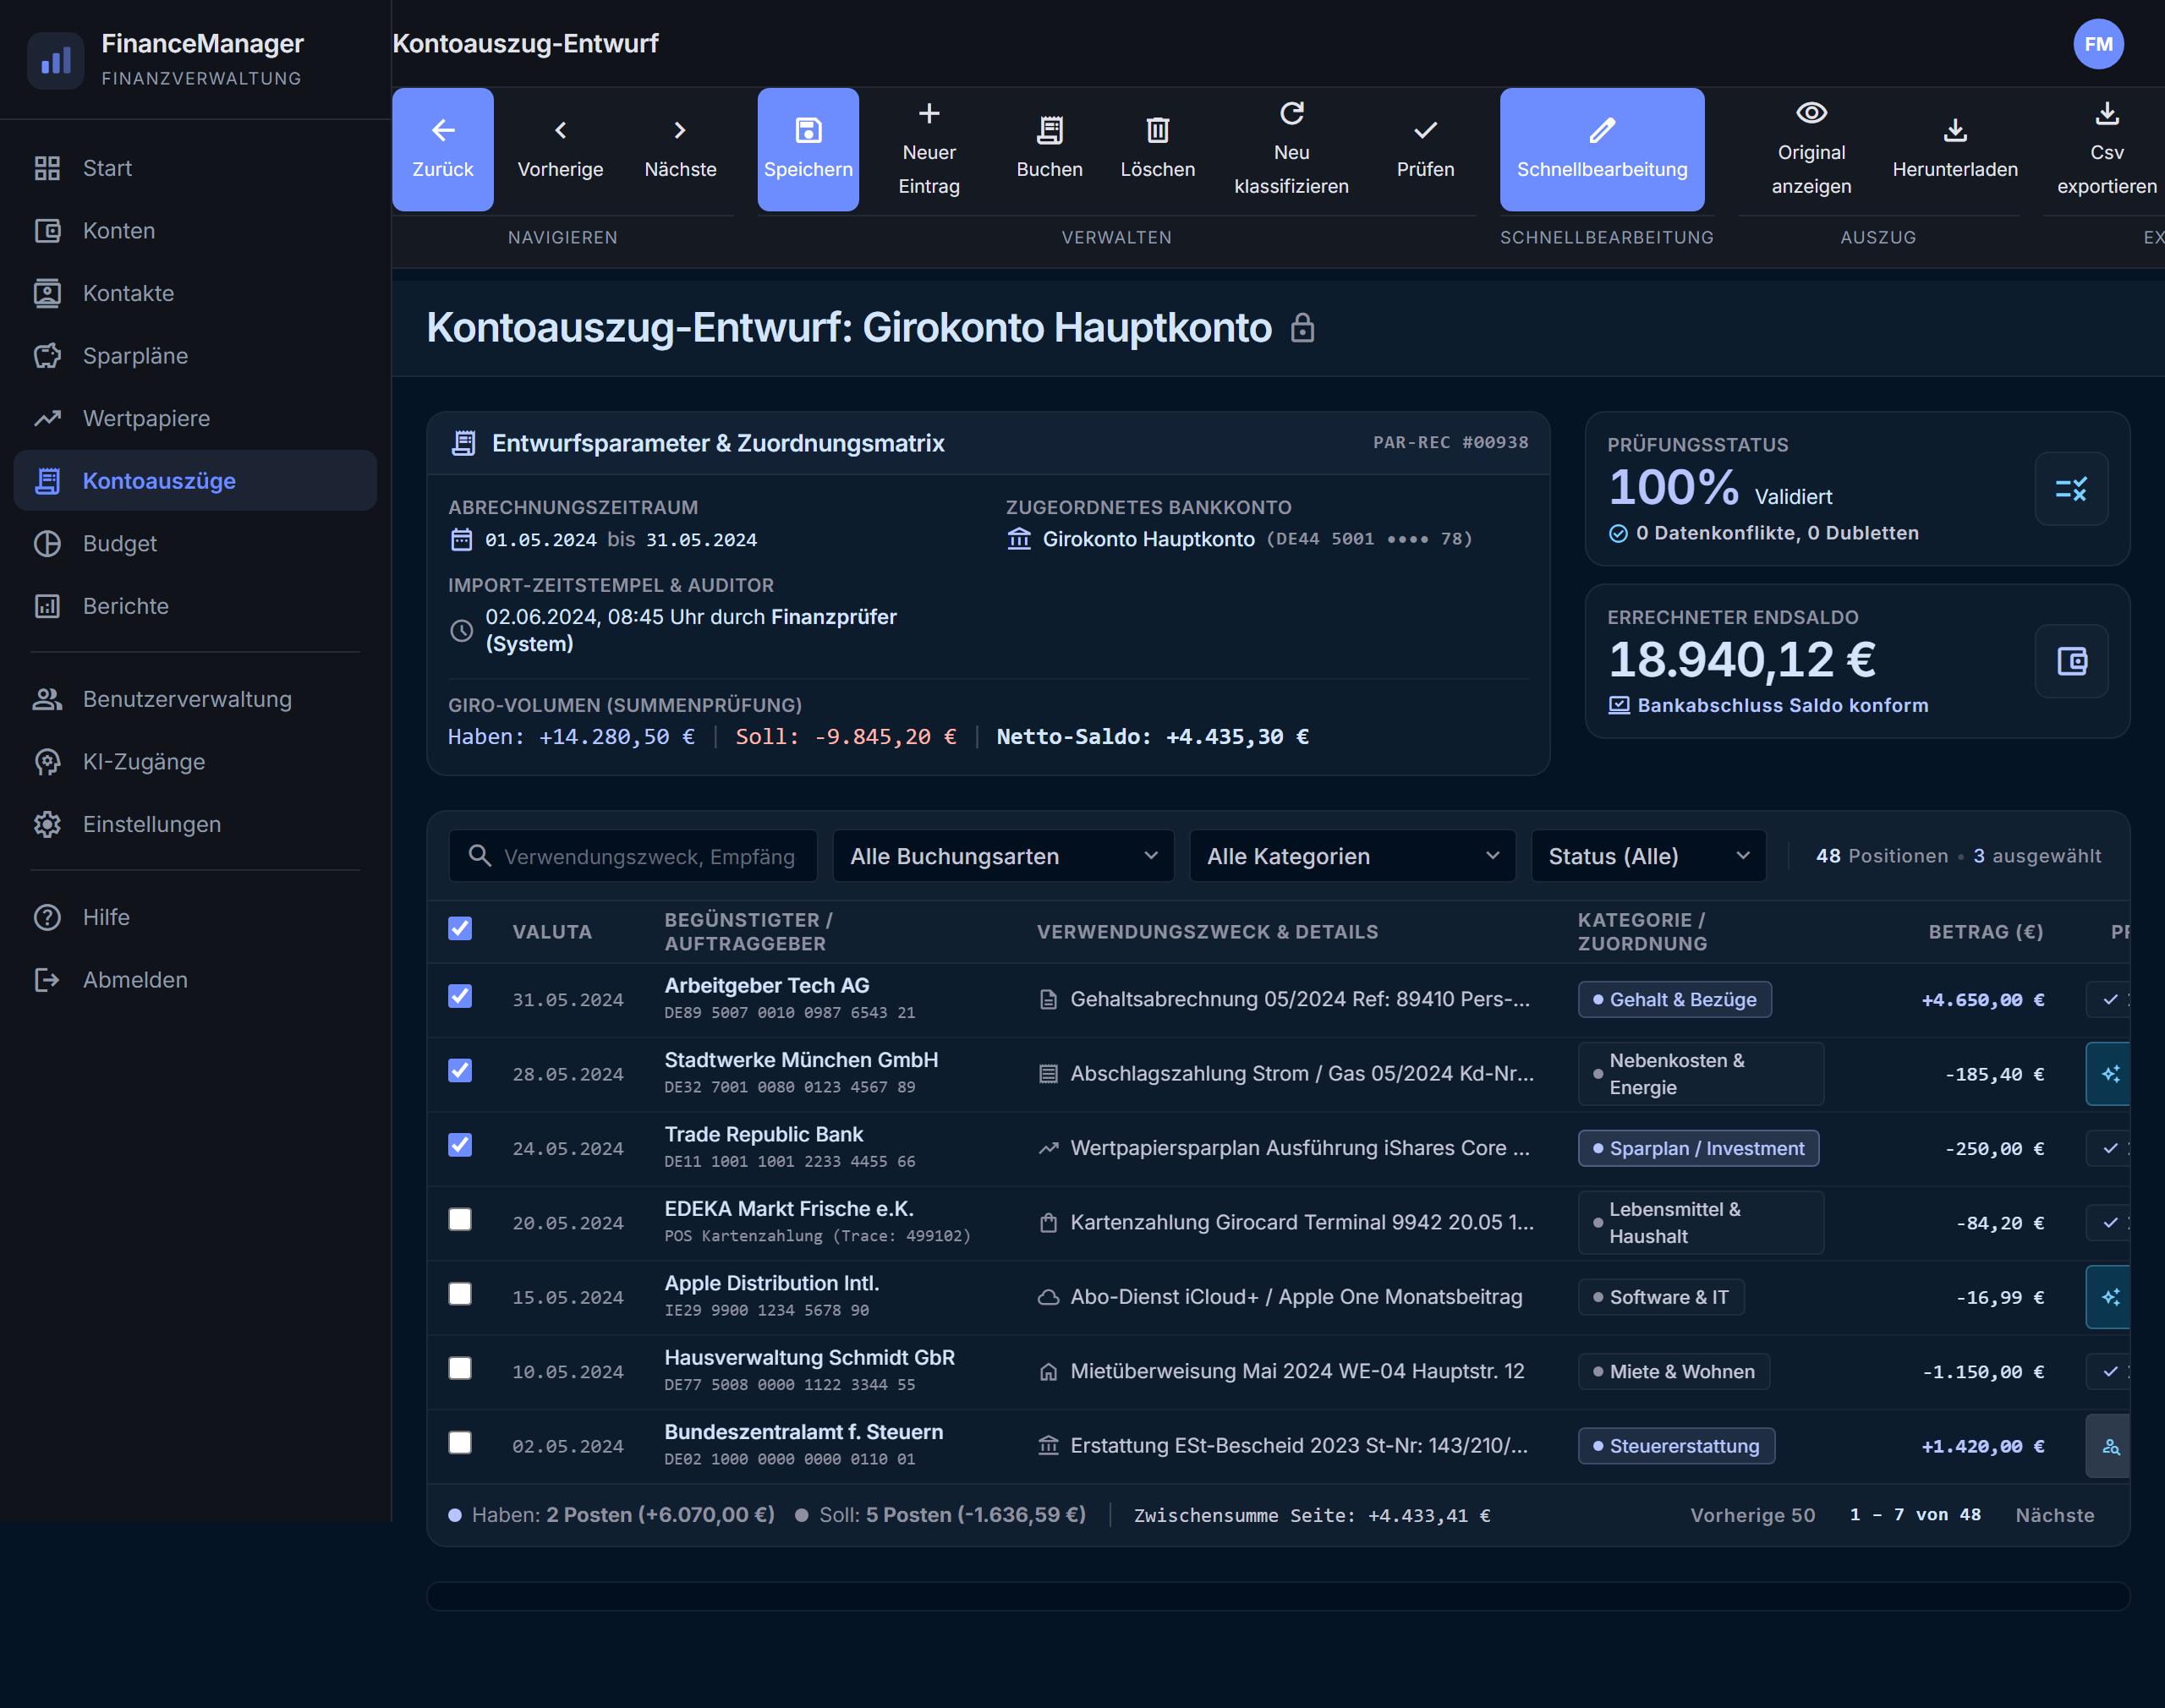 FinanceManager
FINANZVERWALTUNG
Start
Konten
Kontakte
Sparpläne
Wertpapiere
Kontoauszüge
Budget
Berichte
Benutzerverwaltung
KI-Zugänge
Einstellungen
Hilfe
Abmelden
Kontoauszug-Entwurf
FM
Zurück
Vorherige
Nächste
Speichern
Neuer
Eintrag
Buchen
Löschen
Neu
klassifizieren
Prüfen
Schnellbearbeitung
Original
anzeigen
Herunterladen
Csv
exportieren
NAVIGIEREN
VERWALTEN
SCHNELLBEARBEITUNG
AUSZUG
EX
Kontoauszug-Entwurf: Girokonto Hauptkonto
Entwurfsparameter & Zuordnungsmatrix
PAR-REC #00938
ABRECHNUNGSZEITRAUM
01.05.2024 bis 31.05.2024
ZUGEORDNETES BANKKONTO
Girokonto Hauptkonto (DE44 5001 •••• 78)
IMPORT-ZEITSTEMPEL & AUDITOR
02.06.2024, 08:45 Uhr durch Finanzprüfer
(System)
GIRO-VOLUMEN (SUMMENPRÜFUNG)
Haben: +14.280,50 € | Soll: -9.845,20 € | Netto-Saldo: +4.435,30 €
PRÜFUNGSSTATUS
100% Validiert
0 Datenkonflikte, 0 Dubletten
ERRECHNETER ENDSALDO
18.940,12 €
Bankabschluss Saldo konform
Verwendungszweck, Empfäng
Alle Buchungsarten
Alle Kategorien
Status (Alle)
48 Positionen • 3 ausgewählt
VALUTA
BEGÜNSTIGTER /
AUFTRAGGEBER
VERWENDUNGSZWECK & DETAILS
KATEGORIE /
ZUORDNUNG
BETRAG (€)
31.05.2024
Arbeitgeber Tech AG
DE89 5007 0010 0987 6543 21
Gehaltsabrechnung 05/2024 Ref: 89410 Pers-...
Gehalt & Bezüge
+4.650,00 €
28.05.2024
Stadtwerke München GmbH
DE32 7001 0080 0123 4567 89
Abschlagszahlung Strom / Gas 05/2024 Kd-Nr...
Nebenkosten &
Energie
-185,40 €
24.05.2024
Trade Republic Bank
DE11 1001 1001 2233 4455 66
Wertpapiersparplan Ausführung iShares Core ...
Sparplan / Investment
-250,00 €
20.05.2024
EDEKA Markt Frische e.K.
POS Kartenzahlung (Trace: 499102)
Kartenzahlung Girocard Terminal 9942 20.05 1...
Lebensmittel &
Haushalt
-84,20 €
15.05.2024
Apple Distribution Intl.
IE29 9900 1234 5678 90
Abo-Dienst iCloud+ / Apple One Monatsbeitrag
Software & IT
-16,99 €
10.05.2024
Hausverwaltung Schmidt GbR
DE77 5008 0000 1122 3344 55
Mietüberweisung Mai 2024 WE-04 Hauptstr. 12
Miete & Wohnen
-1.150,00 €
02.05.2024
Bundeszentralamt f. Steuern
DE02 1000 0000 0000 0110 01
Erstattung ESt-Bescheid 2023 St-Nr: 143/210/...
Steuererstattung
+1.420,00 €
Haben: 2 Posten (+6.070,00 €)
Soll: 5 Posten (-1.636,59 €)
Zwischensumme Seite: +4.433,41 €
Vorherige 50
1 – 7 von 48
Nächste